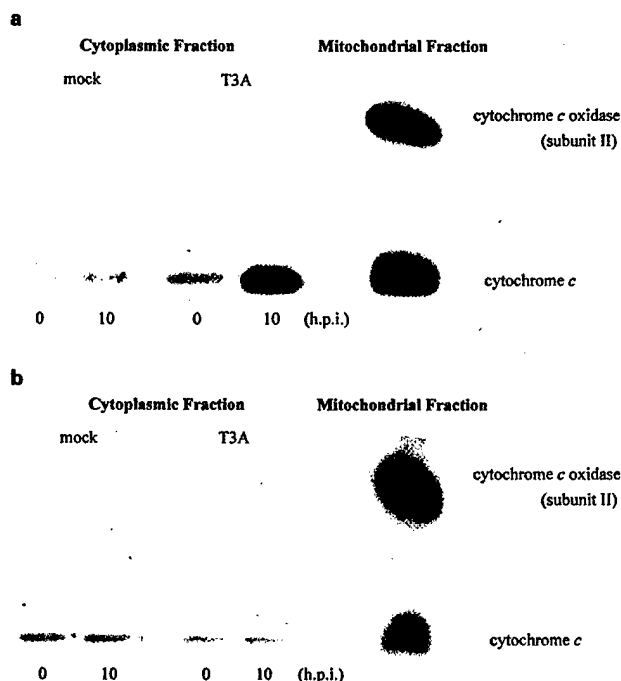 a
Cytoplasmic Fraction Mitochondrial Fraction
mock T3A
cytochrome c oxidase
(subunit II)
cytochrome c
0 10 0 10 (h.p.i.)
b
Cytoplasmic Fraction Mitochondrial Fraction
mock T3A
cytochrome c oxidase
(subunit II)
cytochrome c
0 10 0 10 (h.p.i.)